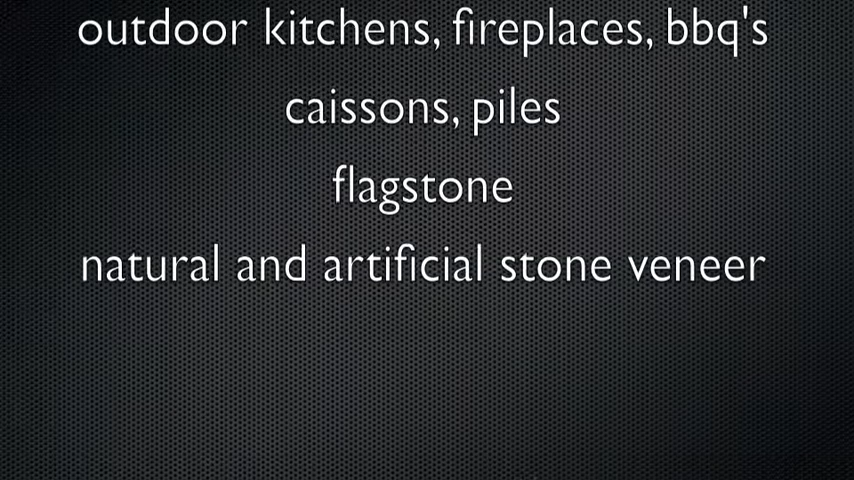 outdoor kitchens, fireplaces, bbq's
caissons, piles
flagstone
natural and artificial stone veneer